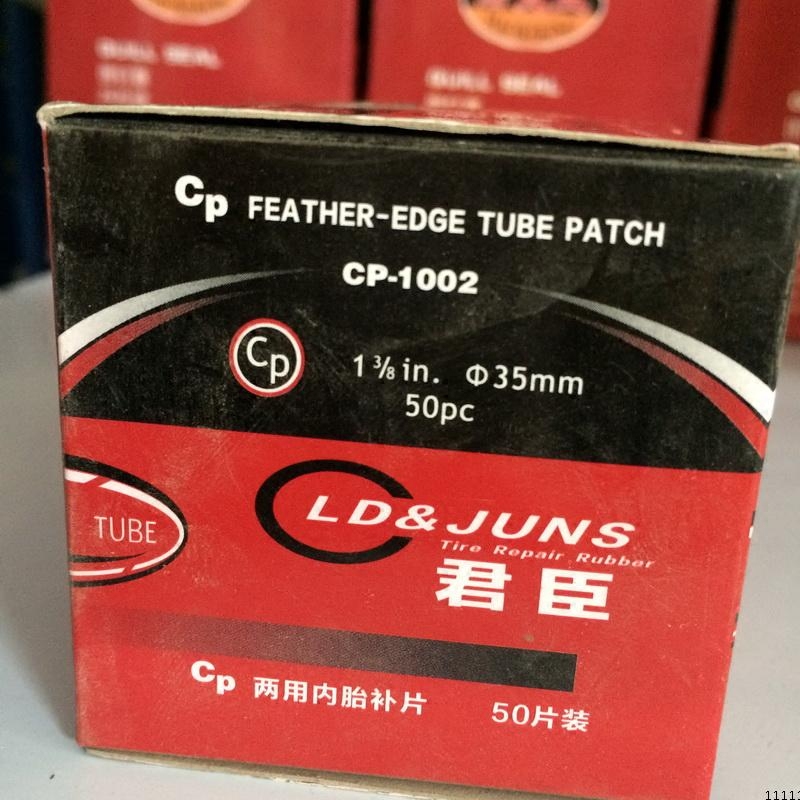 BULL SEAL
BULL SEAL
Cp FEATHER-EDGE TUBE PATCH
CP-1002
Cp
1 3/8 in. Φ35mm
50pc
TUBE
LD&JUNS
Tire Repair Rubber
君臣
Cp 两用内胎补片 50片装